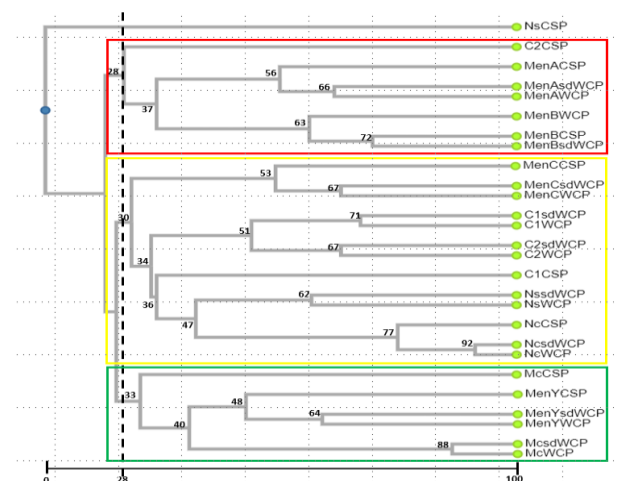 NsCSP
C2CSP
28
MenACSP
56
MenAsdWCP
66
MenAWCP
37
MenBWCP
63
MenBCSP
72
MenBsdWCP
MenCCSP
53
MenCsdWCP
67
MenCWCP
30
C1sdWCP
71
C1WCP
51
C2sdWCP
67
C2WCP
34
C1CSP
36
NssdWCP
62
NsWCP
47
NcCSP
77
NcsdWCP
92
NcWCP
McCSP
33
MenYCSP
48
MenYsdWCP
64
MenYWCP
40
McsdWCP
88
McWCP
0 28 100